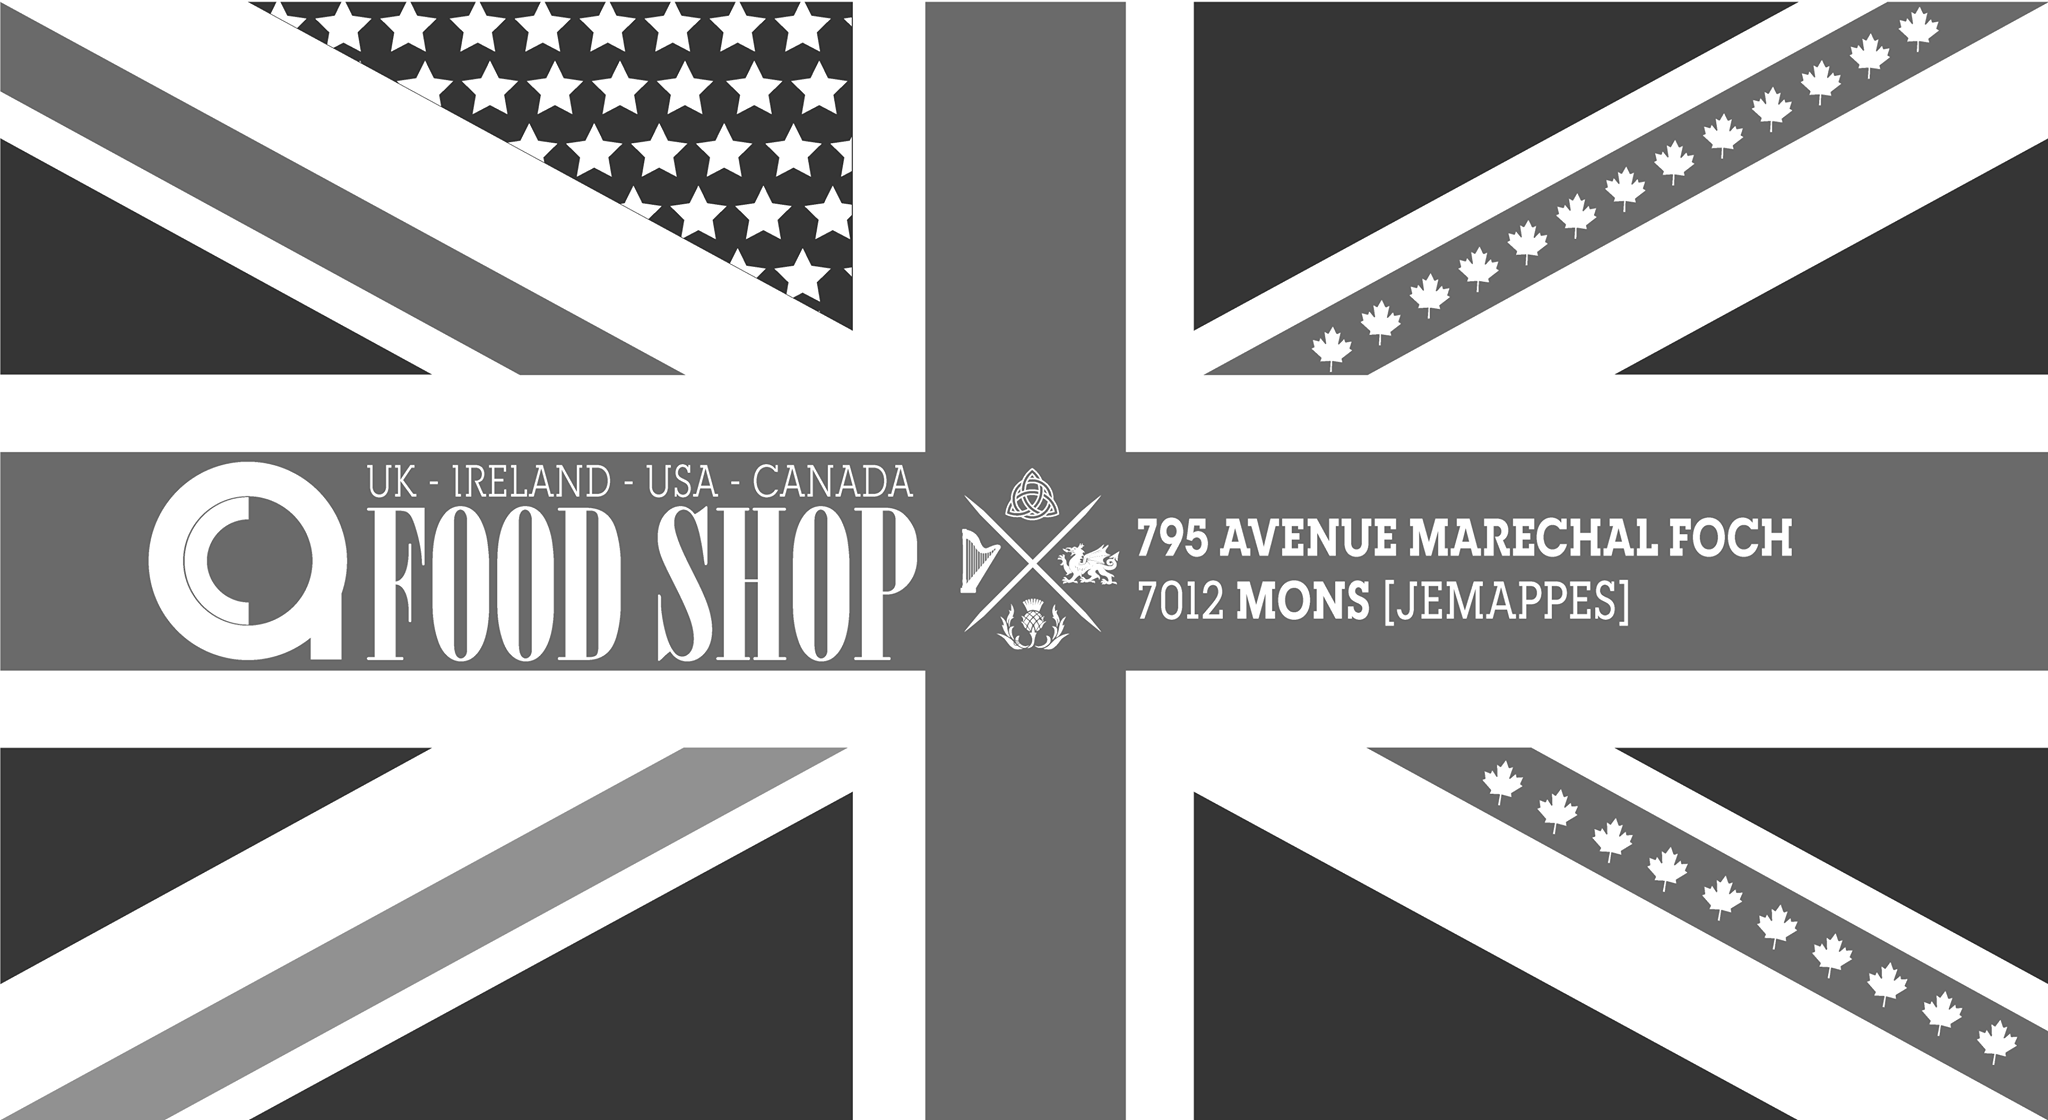 UK - IRELAND - USA - CANADA
FOOD SHOP
795 AVENUE MARECHAL FOCH
7012 MONS [JEMAPPES]